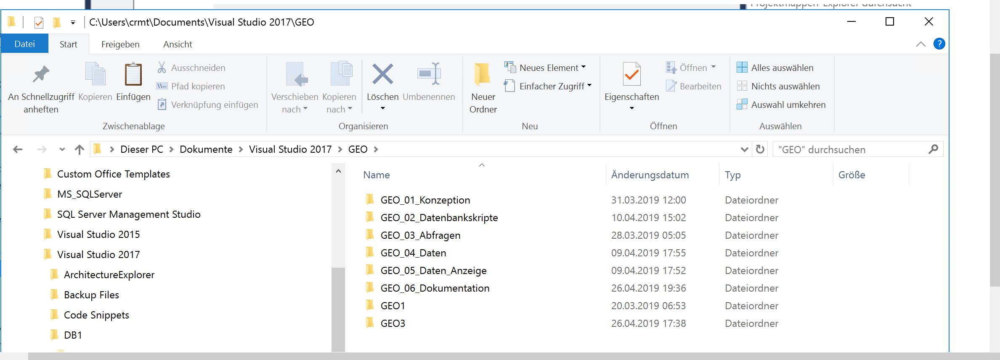 Projektmappen-Explorer durchsuchen
C:\Users\crmt\Documents\Visual Studio 2017\GEO
Datei Start Freigeben Ansicht
An Schnellzugriff anheften
Kopieren
Einfügen
Ausschneiden
Pfad kopieren
Verknüpfung einfügen
Zwischenablage
Verschieben nach
Kopieren nach
Löschen
Umbenennen
Organisieren
Neuer Ordner
Neues Element
Einfacher Zugriff
Neu
Eigenschaften
Öffnen
Bearbeiten
Öffnen
Alles auswählen
Nichts auswählen
Auswahl umkehren
Auswählen
Dieser PC > Dokumente > Visual Studio 2017 > GEO >
"GEO" durchsuchen
Custom Office Templates
MS_SQLServer
SQL Server Management Studio
Visual Studio 2015
Visual Studio 2017
ArchitectureExplorer
Backup Files
Code Snippets
DB1
Name Änderungsdatum Typ Größe
GEO_01_Konzeption 31.03.2019 12:00 Dateiordner
GEO_02_Datenbankskripte 10.04.2019 15:02 Dateiordner
GEO_03_Abfragen 28.03.2019 05:05 Dateiordner
GEO_04_Daten 09.04.2019 17:55 Dateiordner
GEO_05_Daten_Anzeige 09.04.2019 17:52 Dateiordner
GEO_06_Dokumentation 26.04.2019 19:36 Dateiordner
GEO1 20.03.2019 06:53 Dateiordner
GEO3 26.04.2019 17:38 Dateiordner